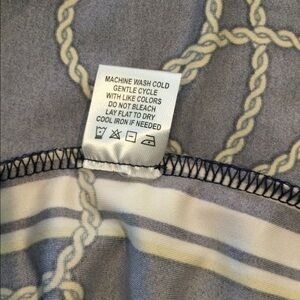 MACHINE WASH COLD
GENTLE CYCLE
WITH LIKE COLORS
DO NOT BLEACH
LAY FLAT TO DRY
COOL IRON IF NEEDED